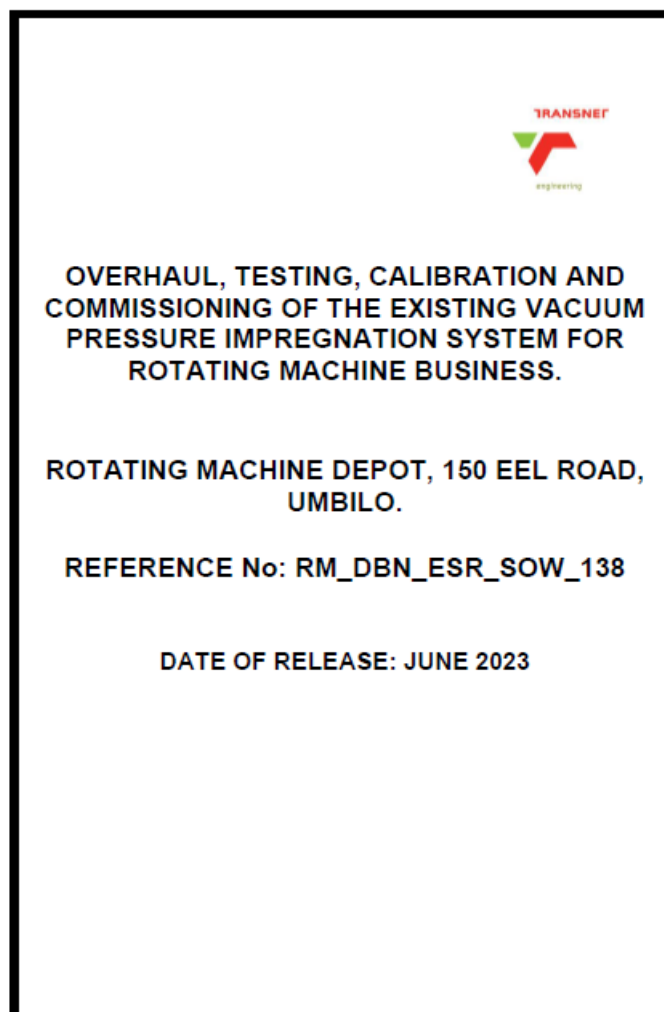 TRANSNET
engineering
OVERHAUL, TESTING, CALIBRATION AND
COMMISSIONING OF THE EXISTING VACUUM
PRESSURE IMPREGNATION SYSTEM FOR
ROTATING MACHINE BUSINESS.
ROTATING MACHINE DEPOT, 150 EEL ROAD,
UMBILO.
REFERENCE No: RM_DBN_ESR_SOW_138
DATE OF RELEASE: JUNE 2023